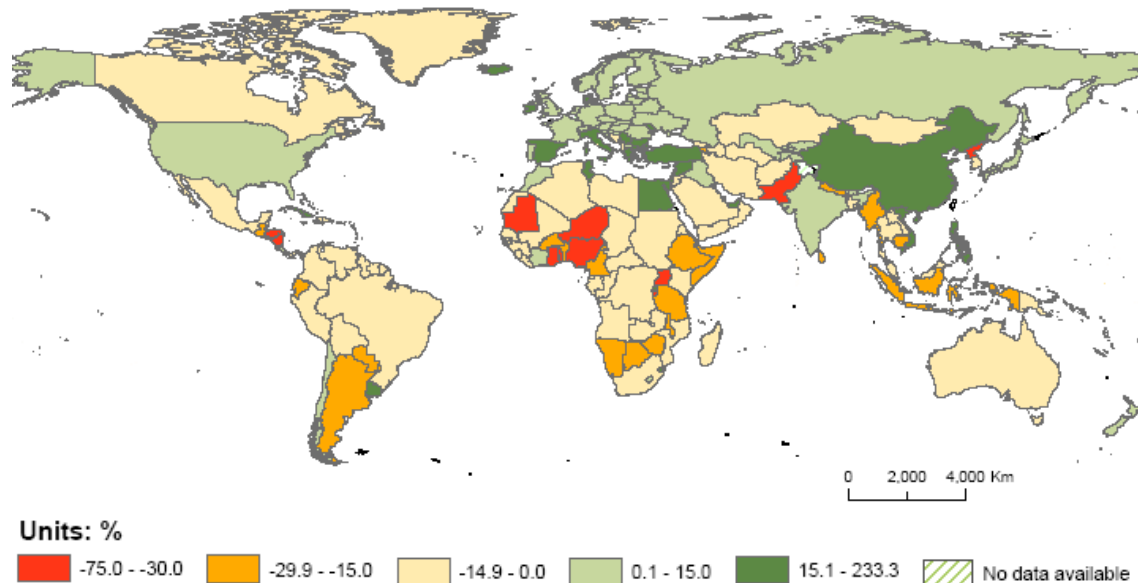 0 2,000 4,000 Km
Units: %
-75.0 - -30.0 -29.9 - -15.0 -14.9 - 0.0 0.1 - 15.0 15.1 - 233.3 No data available